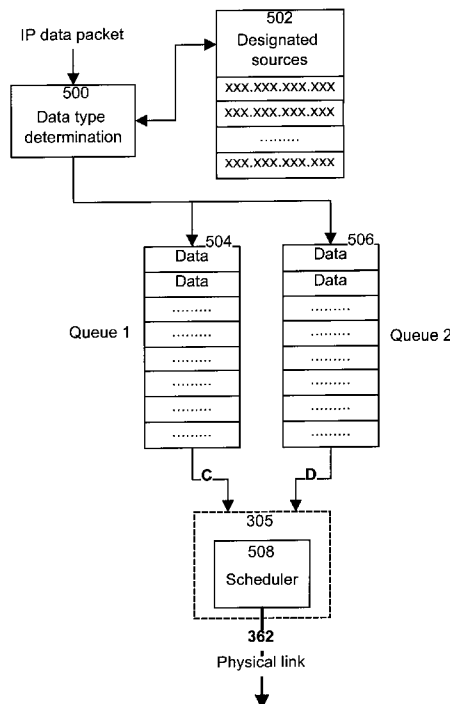 IP data packet
500
Data type
determination
502
Designated
sources
xxx.xxx.xxx.xxx
xxx.xxx.xxx.xxx
.........
xxx.xxx.xxx.xxx
504
Data
Data
.........
.........
.........
.........
.........
.........
Queue 1
506
Data
Data
.........
.........
.........
.........
.........
.........
Queue 2
C
D
305
508
Scheduler
362
Physical link